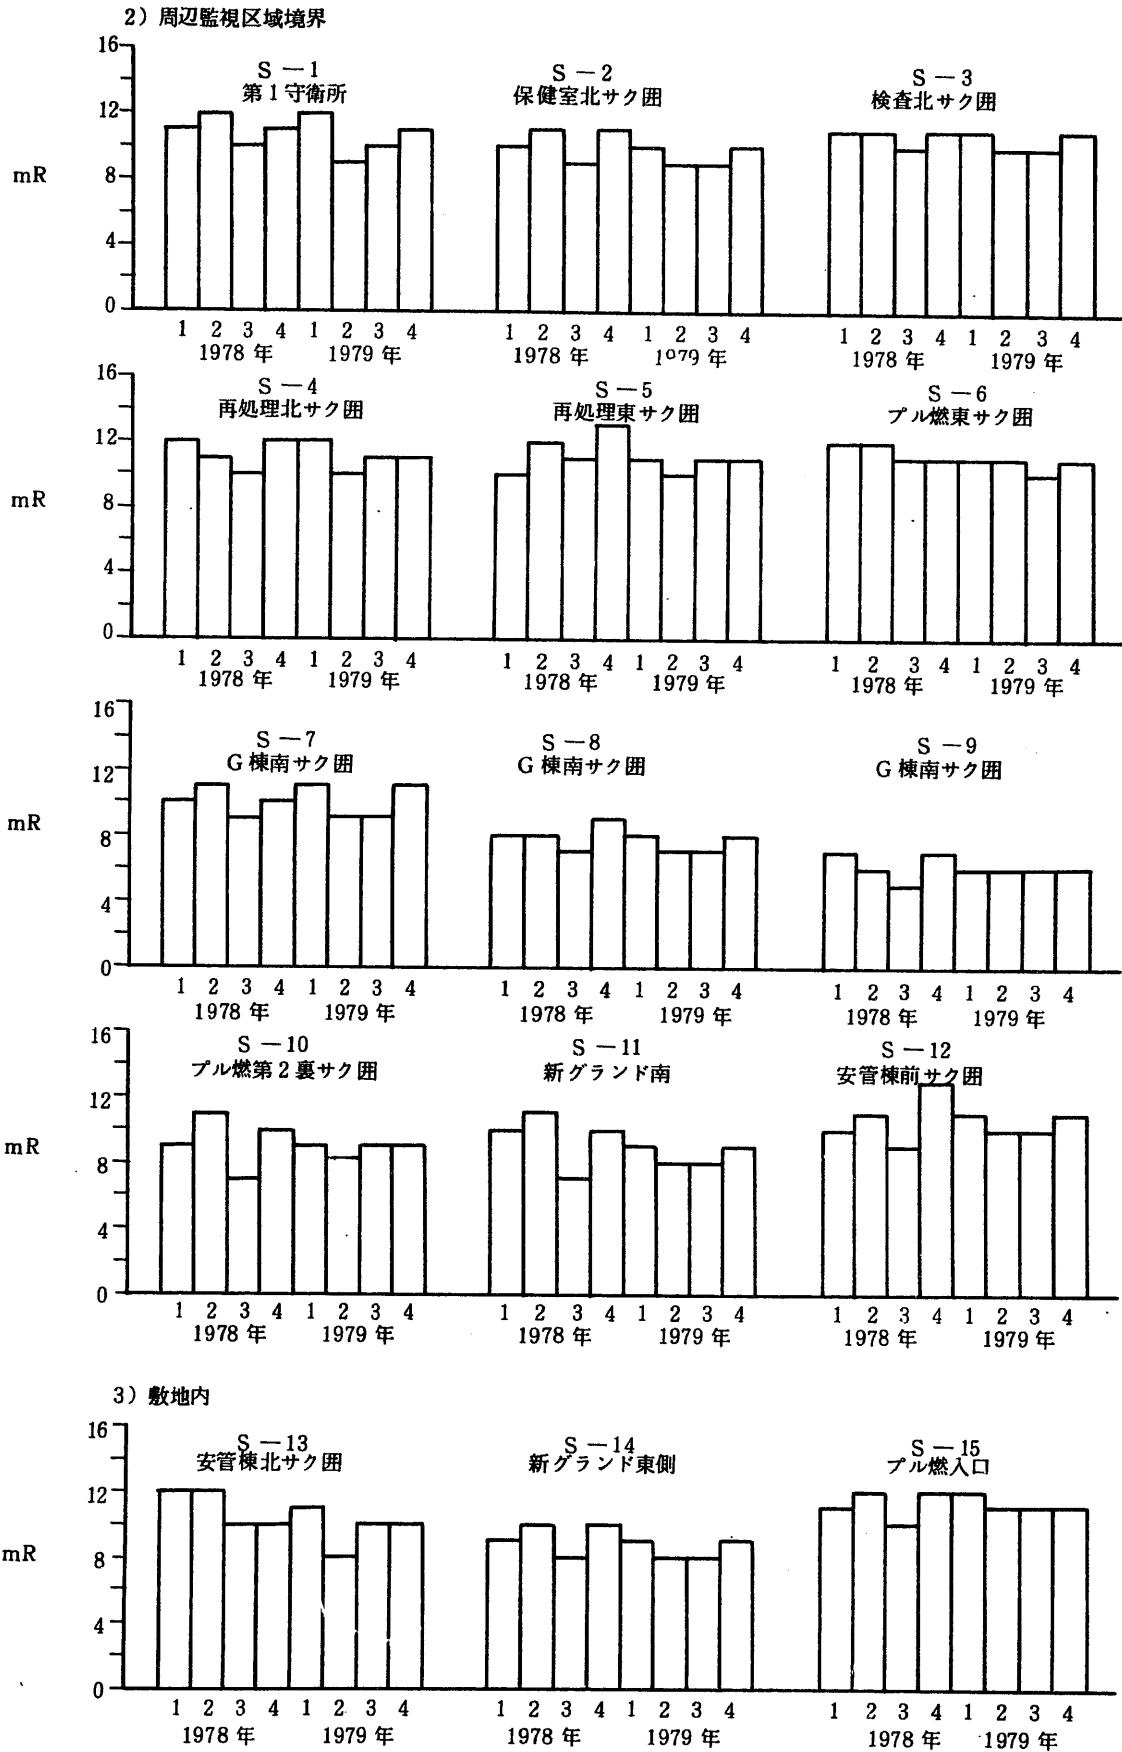 2）周辺監視区域境界
16
12
mR
8
4
0
S－1
第1守衛所
S－2
保健室北サク囲
S－3
検査北サク囲
1 2 3 4 1 2 3 4
1978 年 1979 年
1 2 3 4 1 2 3 4
1978 年 1979 年
1 2 3 4 1 2 3 4
1978 年 1979 年
16
12
mR
8
4
0
S－4
再処理北サク囲
S－5
再処理東サク囲
S－6
プル燃東サク囲
1 2 3 4 1 2 3 4
1978 年 1979 年
1 2 3 4 1 2 3 4
1978 年 1979 年
1 2 3 4 1 2 3 4
1978 年 1979 年
16
12
mR
8
4
0
S－7
G棟南サク囲
S－8
G棟南サク囲
S－9
G棟南サク囲
1 2 3 4 1 2 3 4
1978 年 1979 年
1 2 3 4 1 2 3 4
1978 年 1979 年
1 2 3 4 1 2 3 4
1978 年 1979 年
16
12
mR
8
4
0
S－10
プル燃第2裏サク囲
S－11
新グランド南
S－12
安管棟前サク囲
1 2 3 4 1 2 3 4
1978 年 1979 年
1 2 3 4 1 2 3 4
1978 年 1979 年
1 2 3 4 1 2 3 4
1978 年 1979 年
3）敷地内
16
12
mR
8
4
0
S－13
安管棟北サク囲
S－14
新グランド東側
S－15
プル燃入口
1 2 3 4 1 2 3 4
1978 年 1979 年
1 2 3 4 1 2 3 4
1978 年 1979 年
1 2 3 4 1 2 3 4
1978 年 1979 年